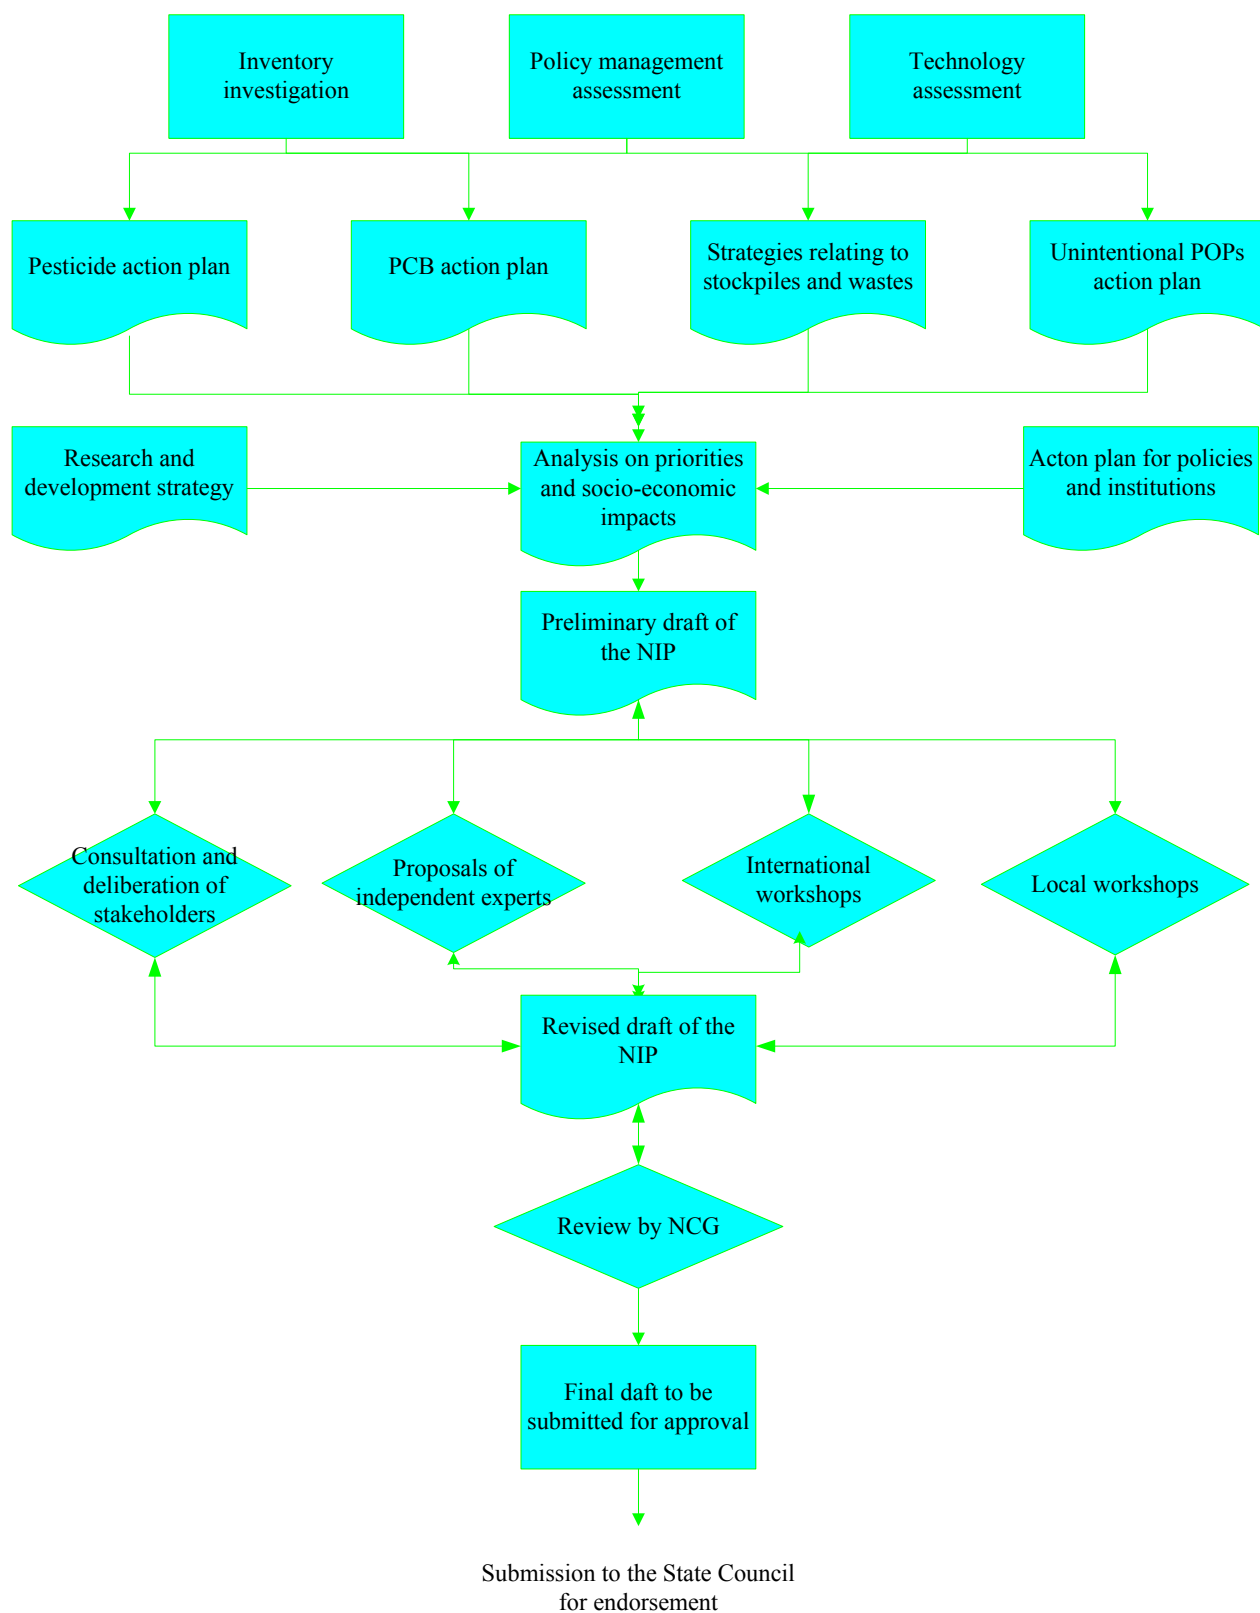 Inventory
investigation
Policy management
assessment
Technology
assessment
Pesticide action plan
PCB action plan
Strategies relating to
stockpiles and wastes
Unintentional POPs
action plan
Research and
development strategy
Analysis on priorities
and socio-economic
impacts
Acton plan for policies
and institutions
Preliminary draft of
the NIP
Consultation and
deliberation of
stakeholders
Proposals of
independent experts
International
workshops
Local workshops
Revised draft of the
NIP
Review by NCG
Final daft to be
submitted for approval
Submission to the State Council
for endorsement